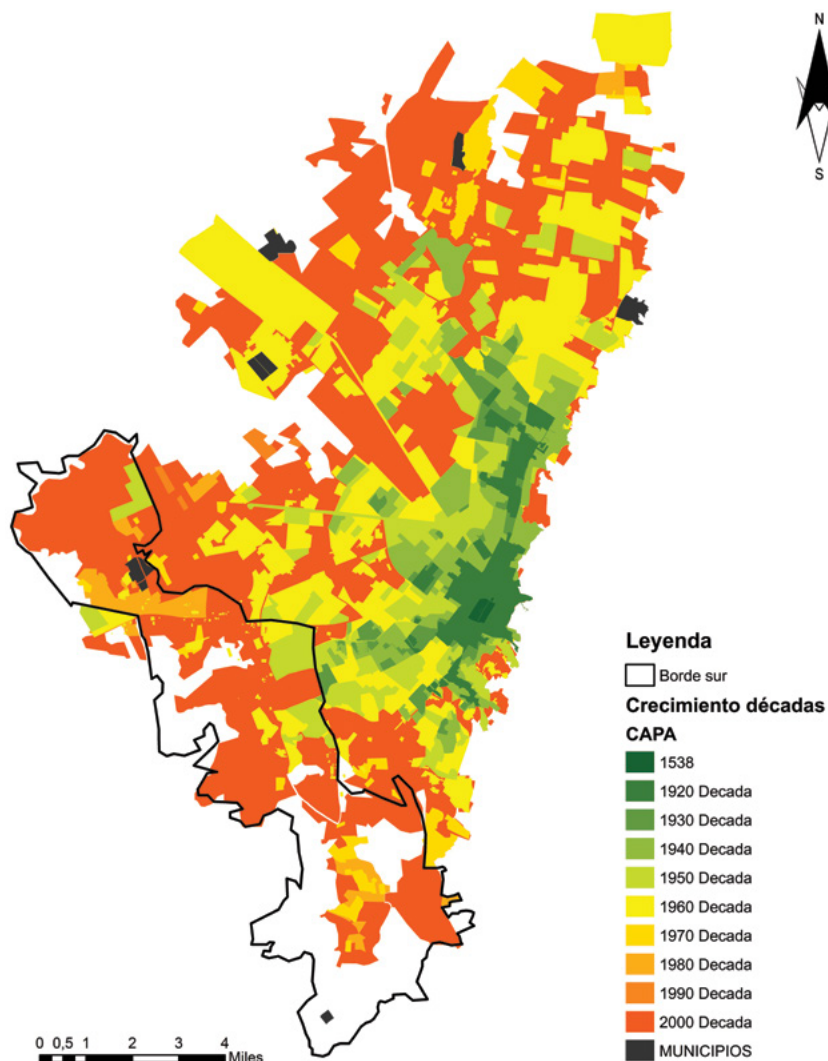 N
S
Leyenda
Borde sur
Crecimiento décadas
CAPA
1538
1920 Decada
1930 Decada
1940 Decada
1950 Decada
1960 Decada
1970 Decada
1980 Decada
1990 Decada
2000 Decada
MUNICIPIOS
0 0,5 1 2 3 4
Miles